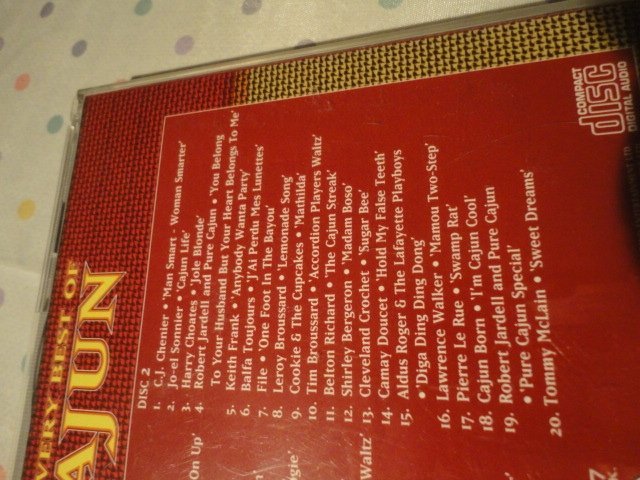 VERY BEST OF
CAJUN
DISC 2
1. C.J. Chenier • 'Man Smart - Woman Smarter'
2. Jo-el Sonnier • 'Cajun Life'
3. Harry Choates • 'Jole Blonde'
4. Robert Jardell and Pure Cajun • 'You Belong
To Your Husband But Your Heart Belongs To Me'
5. Keith Frank • 'Anybody Wanta Party'
6. Balfa Toujours • 'J'Ai Perdu Mes Lunettes'
7. File • 'One Foot In The Bayou'
8. Leroy Broussard • 'Lemonade Song'
9. Cookie & The Cupcakes • 'Mathilda'
10. Tim Broussard • 'Accordion Players Waltz'
11. Belton Richard • 'The Cajun Streak'
12. Shirley Bergeron • 'Madam Boso'
13. Cleveland Crochet • 'Sugar Bee'
14. Camay Doucet • 'Hold My False Teeth'
15. Aldus Roger & The Lafayette Playboys
• 'Diga Ding Ding Dong'
16. Lawrence Walker • 'Mamou Two-Step'
17. Pierre Le Rue • 'Swamp Rat'
18. Cajun Born • 'I'm Cajun Cool'
19. Robert Jardell and Pure Cajun
• 'Pure Cajun Special'
20. Tommy McLain • 'Sweet Dreams'
On Up'
gie'
Waltz'
COMPACT
disc
DIGITAL AUDIO